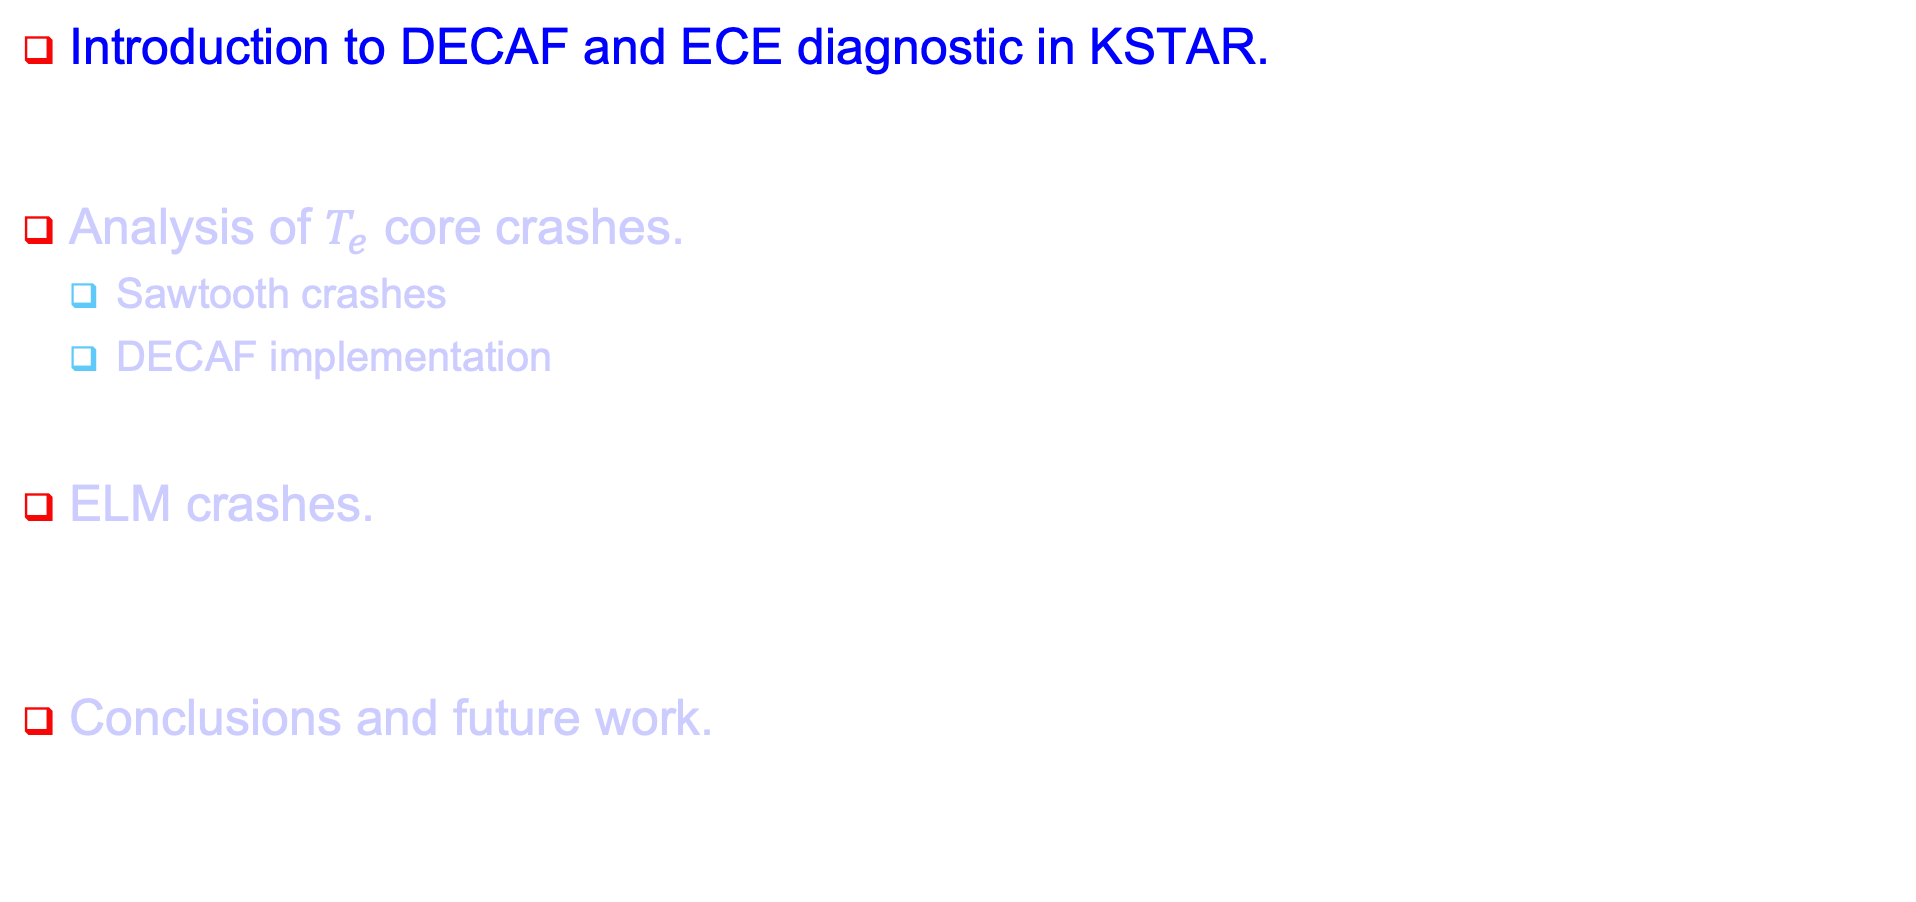 Introduction to DECAF and ECE diagnostic in KSTAR.
Analysis of $T_e$ core crashes.
Sawtooth crashes
DECAF implementation
ELM crashes.
Conclusions and future work.